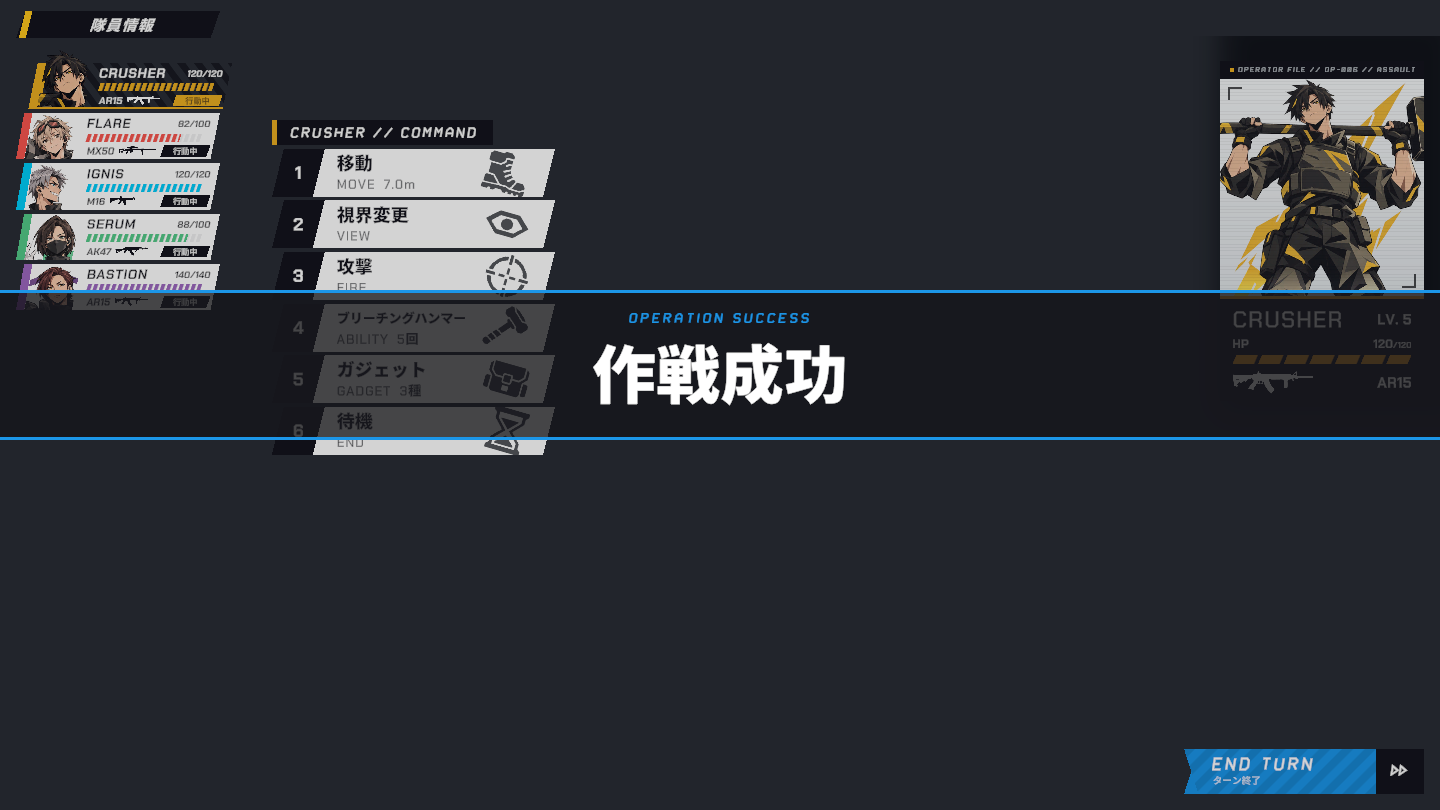 隊員情報
CRUSHER 120/120
AR15 行動中
FLARE 82/100
MX50 行動中
IGNIS 120/120
M16 行動中
SERUM 88/100
AK47 行動中
BASTION 140/140
AR15 行動中
CRUSHER // COMMAND
1 移動
MOVE 7.0m
2 視界変更
VIEW
3 攻撃
FIRE
4 ブリーチングハンマー
ABILITY 5回
5 ガジェット
GADGET 3種
6 待機
END
OPERATION SUCCESS
作戦成功
OPERATOR FILE // OP-006 // ASSAULT
CRUSHER LV. 5
HP 120/120
AR15
END TURN
ターン終了